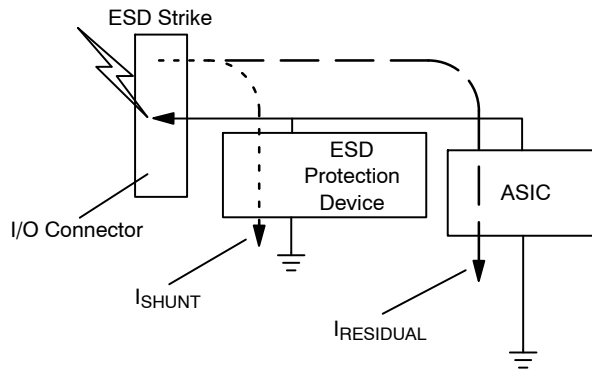 ESD Strike
ESD
Protection
Device
ASIC
I/O Connector
ISHUNT
IRESIDUAL